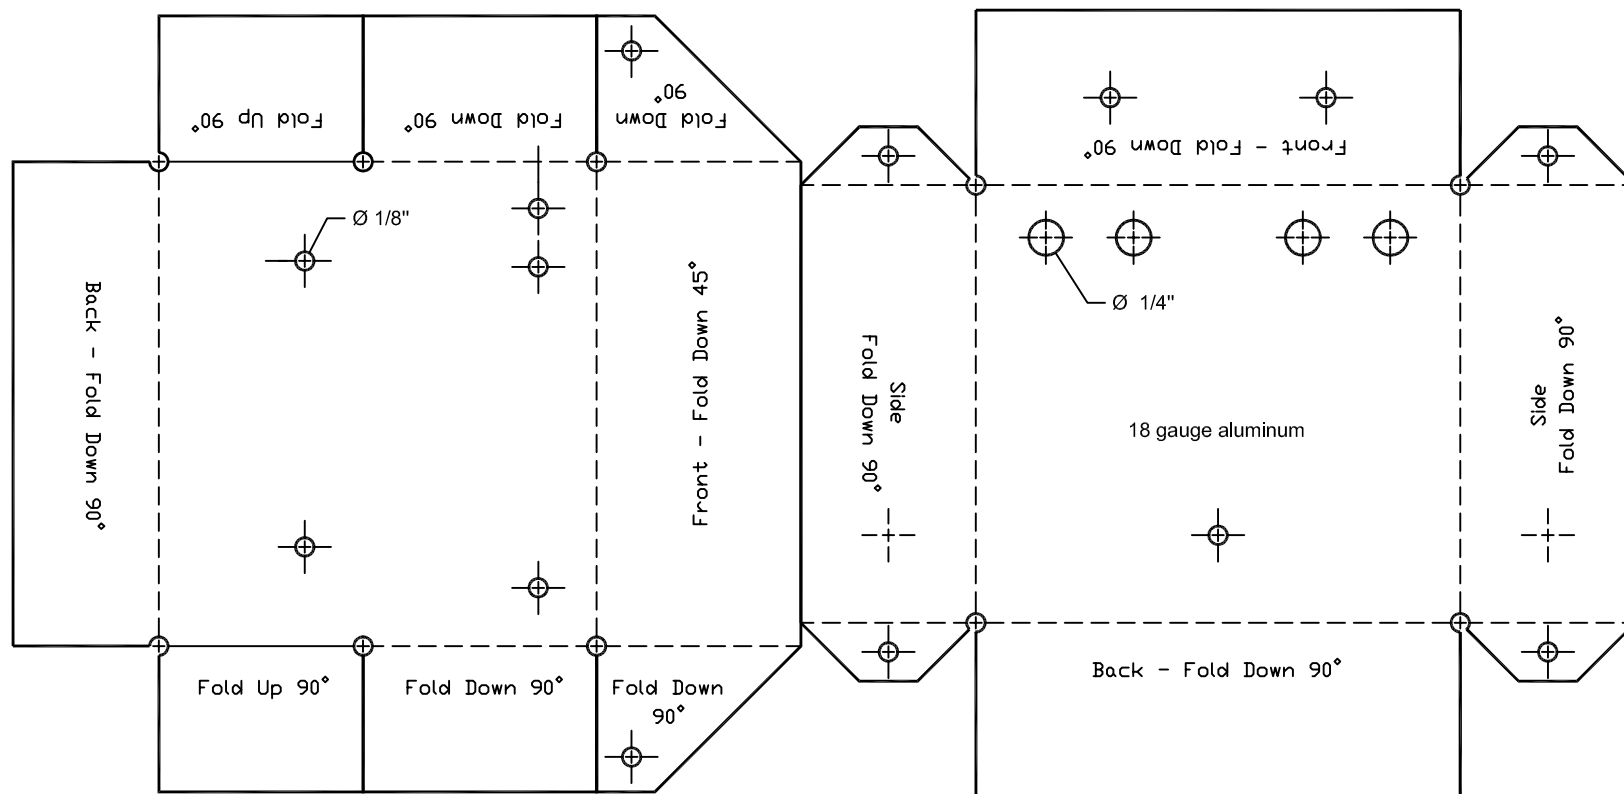 Fold Up 90°
Fold Down 90°
Fold Down
90°
Ø 1/8"
Back - Fold Down 90°
Front - Fold Down 45°
Fold Up 90°
Fold Down 90°
Fold Down
90°
Front - Fold Down 90°
Ø 1/4"
Side
Fold Down 90°
18 gauge aluminum
Side
Fold Down 90°
Back - Fold Down 90°